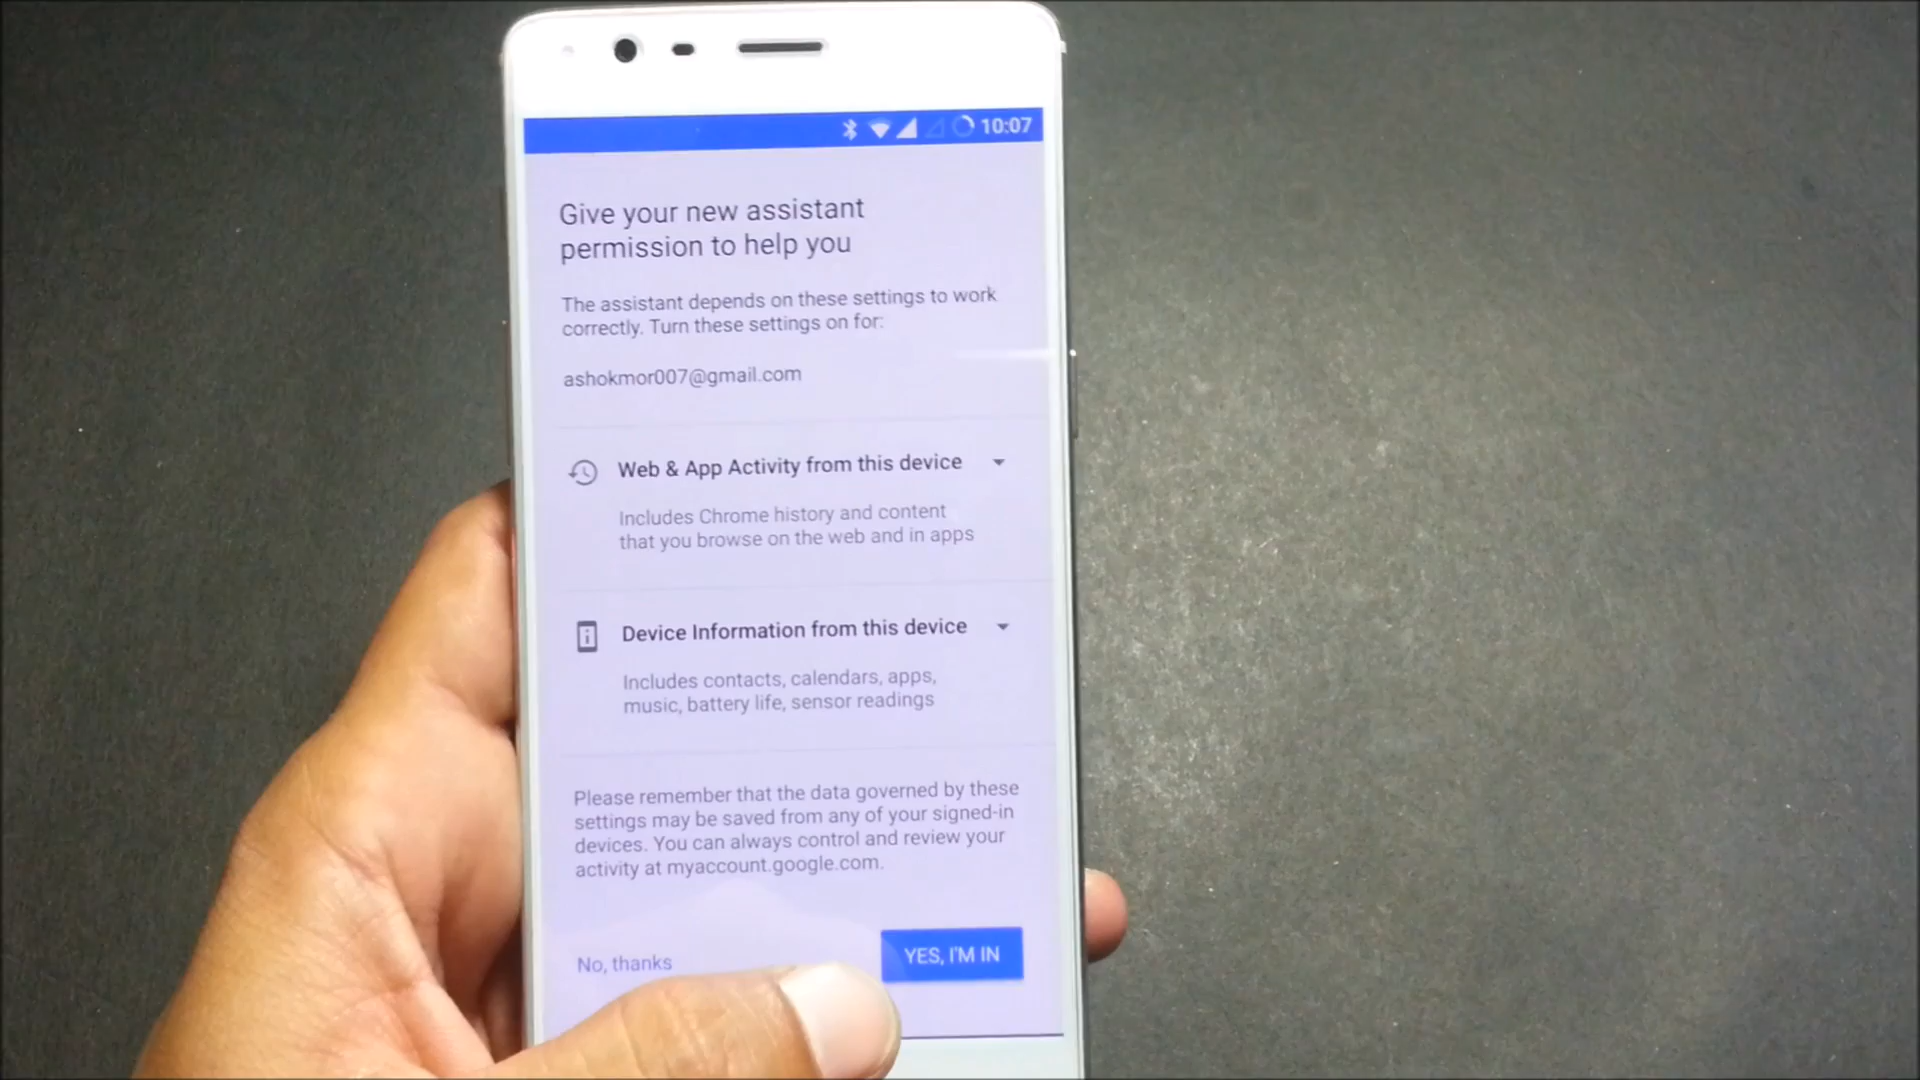 10:07
Give your new assistant
permission to help you
The assistant depends on these settings to work
correctly. Turn these settings on for:
ashokmor007@gmail.com
Web & App Activity from this device
Includes Chrome history and content
that you browse on the web and in apps
Device Information from this device
Includes contacts, calendars, apps,
music, battery life, sensor readings
Please remember that the data governed by these
settings may be saved from any of your signed-in
devices. You can always control and review your
activity at myaccount.google.com.
No, thanks
YES, I'M IN